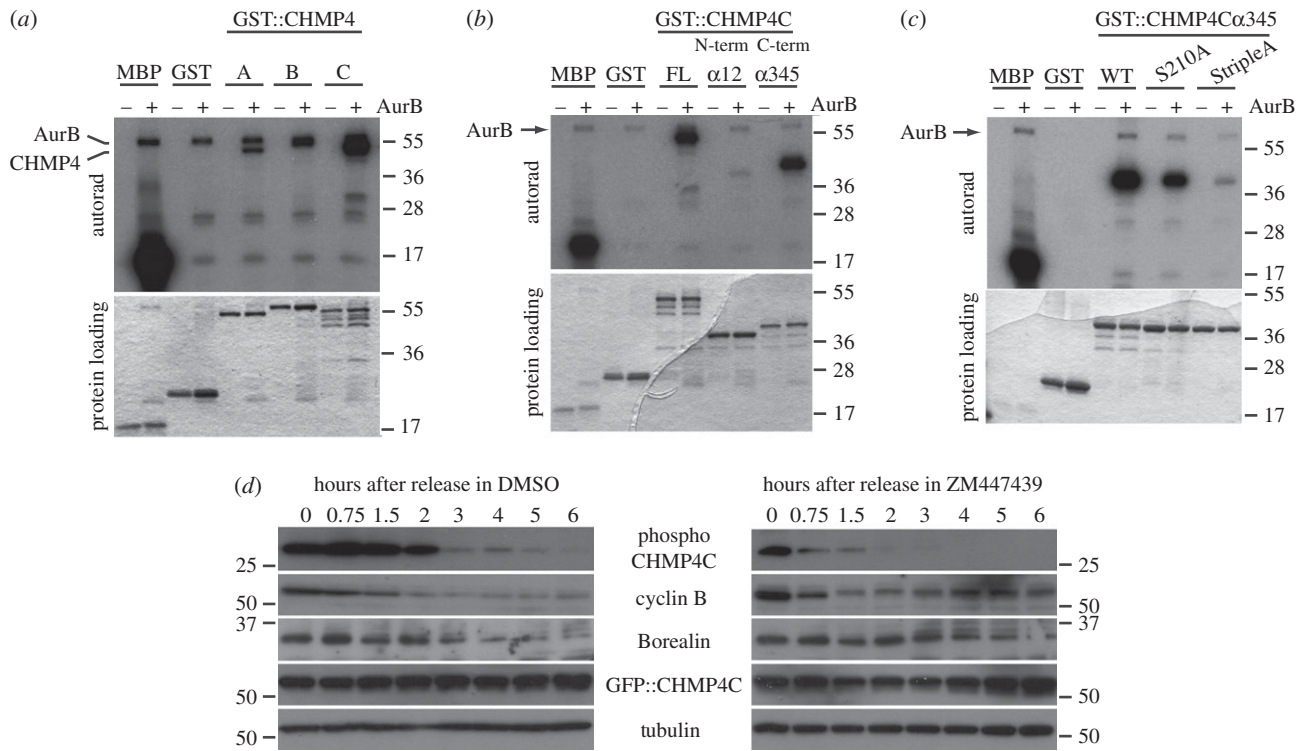 (a)
GST::CHMP4
MBP GST A B C
– + – + – + – + – + AurB
AurB
CHMP4
autorad
55
36
28
17
protein loading
55
36
17
(b)
GST::CHMP4C
N-term C-term
MBP GST FL α12 α345
– + – + – + – + – + AurB
AurB
autorad
55
36
28
17
protein loading
55
36
28
17
(c)
GST::CHMP4Cα345
MBP GST WT S210A StripleA
– + – + – + – + – + AurB
AurB
autorad
55
36
28
17
protein loading
55
36
28
17
(d)
hours after release in DMSO
0 0.75 1.5 2 3 4 5 6
hours after release in ZM447439
0 0.75 1.5 2 3 4 5 6
25 phospho CHMP4C 25
50 cyclin B 50
37 Borealin 37
50 GFP::CHMP4C 50
50 tubulin 50